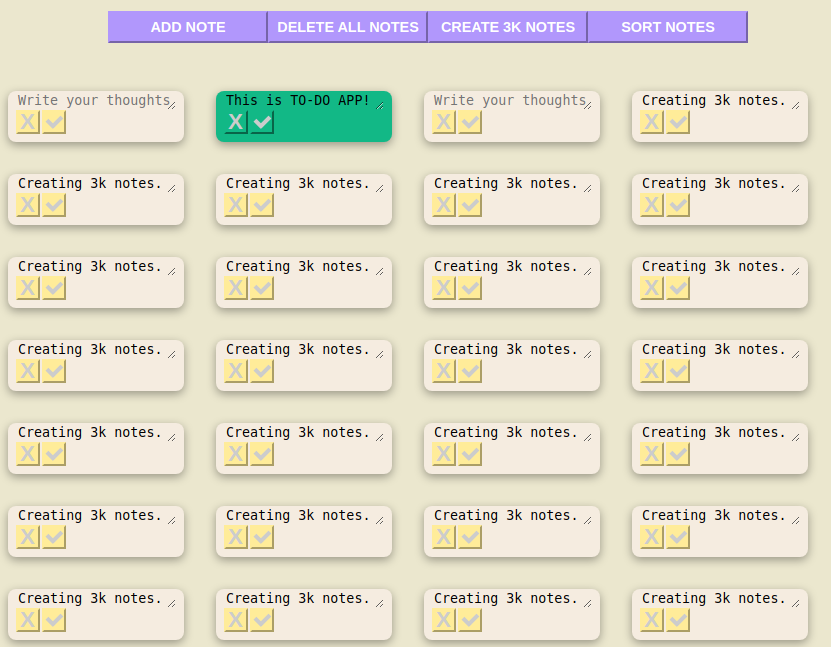 ADD NOTE DELETE ALL NOTES CREATE 3K NOTES SORT NOTES
Write your thoughts This is TO-DO APP! Write your thoughts Creating 3k notes.
X X X X
Creating 3k notes. Creating 3k notes. Creating 3k notes. Creating 3k notes.
X X X X
Creating 3k notes. Creating 3k notes. Creating 3k notes. Creating 3k notes.
X X X X
Creating 3k notes. Creating 3k notes. Creating 3k notes. Creating 3k notes.
X X X X
Creating 3k notes. Creating 3k notes. Creating 3k notes. Creating 3k notes.
X X X X
Creating 3k notes. Creating 3k notes. Creating 3k notes. Creating 3k notes.
X X X X
Creating 3k notes. Creating 3k notes. Creating 3k notes. Creating 3k notes.
X X X X